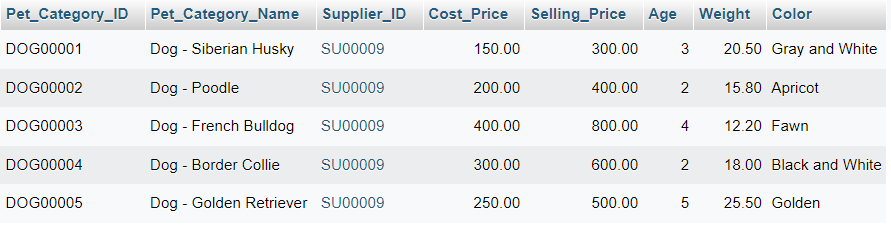 Pet_Category_ID Pet_Category_Name Supplier_ID Cost_Price Selling_Price Age Weight Color
DOG00001 Dog - Siberian Husky SU00009 150.00 300.00 3 20.50 Gray and White
DOG00002 Dog - Poodle SU00009 200.00 400.00 2 15.80 Apricot
DOG00003 Dog - French Bulldog SU00009 400.00 800.00 4 12.20 Fawn
DOG00004 Dog - Border Collie SU00009 300.00 600.00 2 18.00 Black and White
DOG00005 Dog - Golden Retriever SU00009 250.00 500.00 5 25.50 Golden